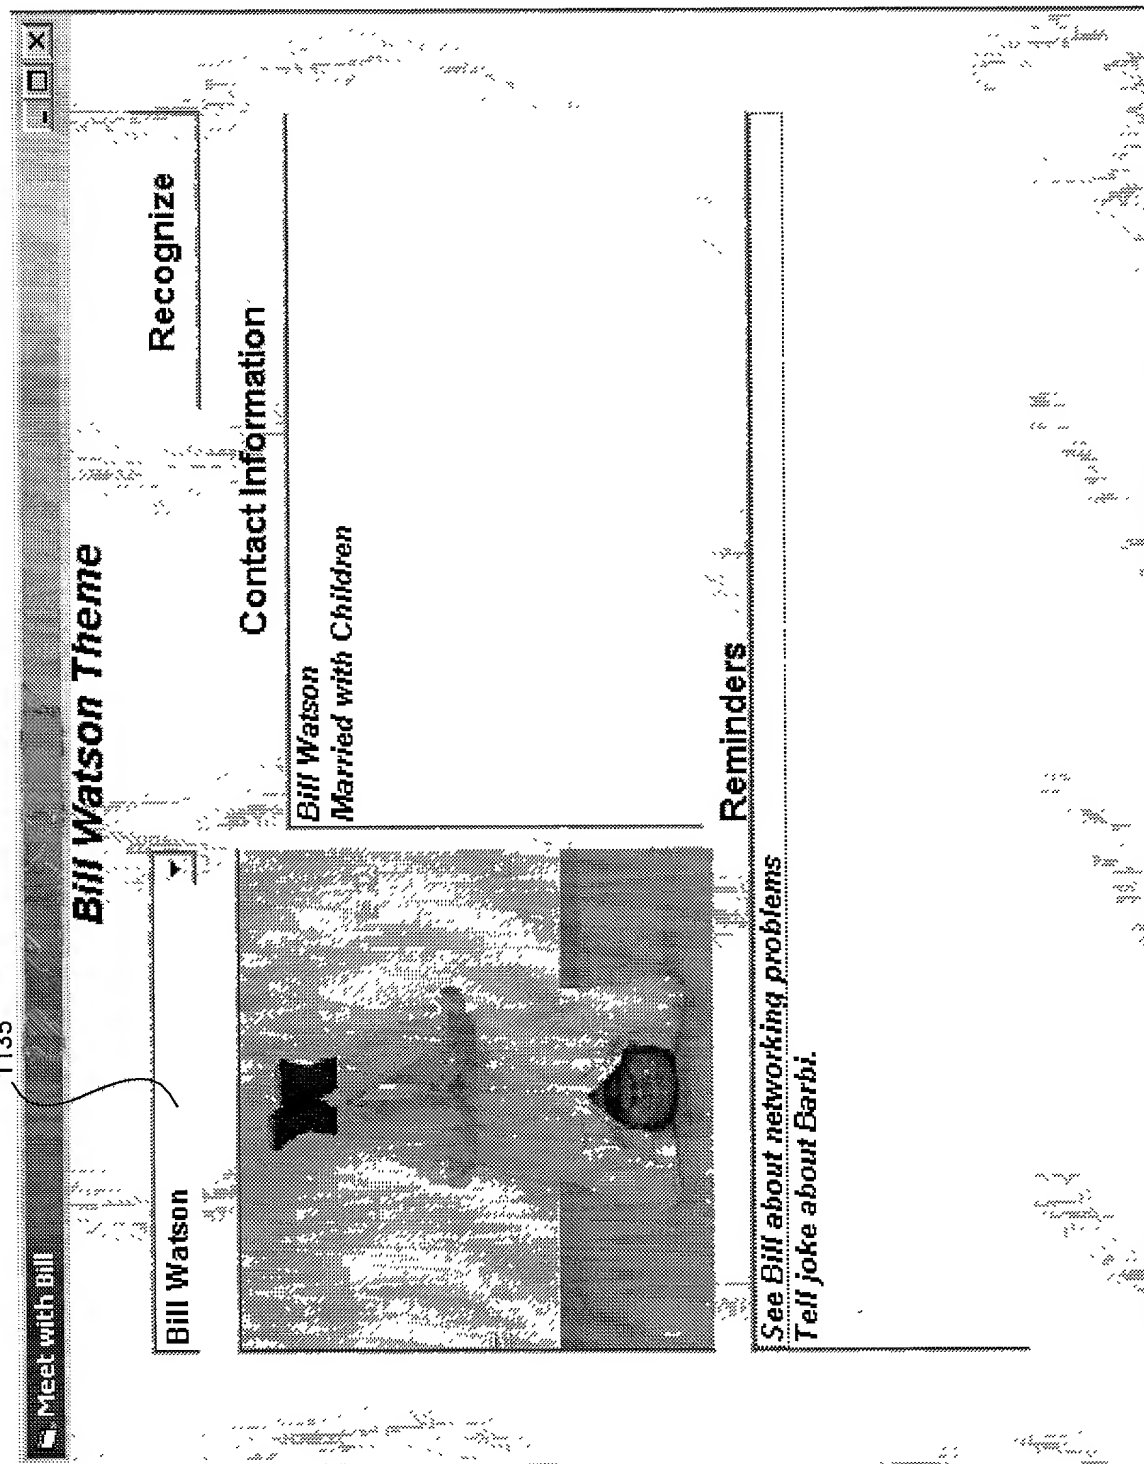 1135
Meet with Bill
Bill Watson Theme
Bill Watson
Recognize
Contact Information
Bill Watson
Married with Children
Reminders
See Bill about networking problems
Tell joke about Barbi.